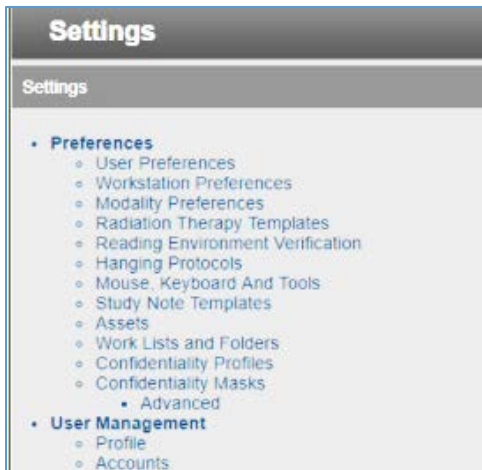 Settings
Settings
Preferences
User Preferences
Workstation Preferences
Modality Preferences
Radiation Therapy Templates
Reading Environment Verification
Hanging Protocols
Mouse, Keyboard And Tools
Study Note Templates
Assets
Work Lists and Folders
Confidentiality Profiles
Confidentiality Masks
Advanced
User Management
Profile
Accounts